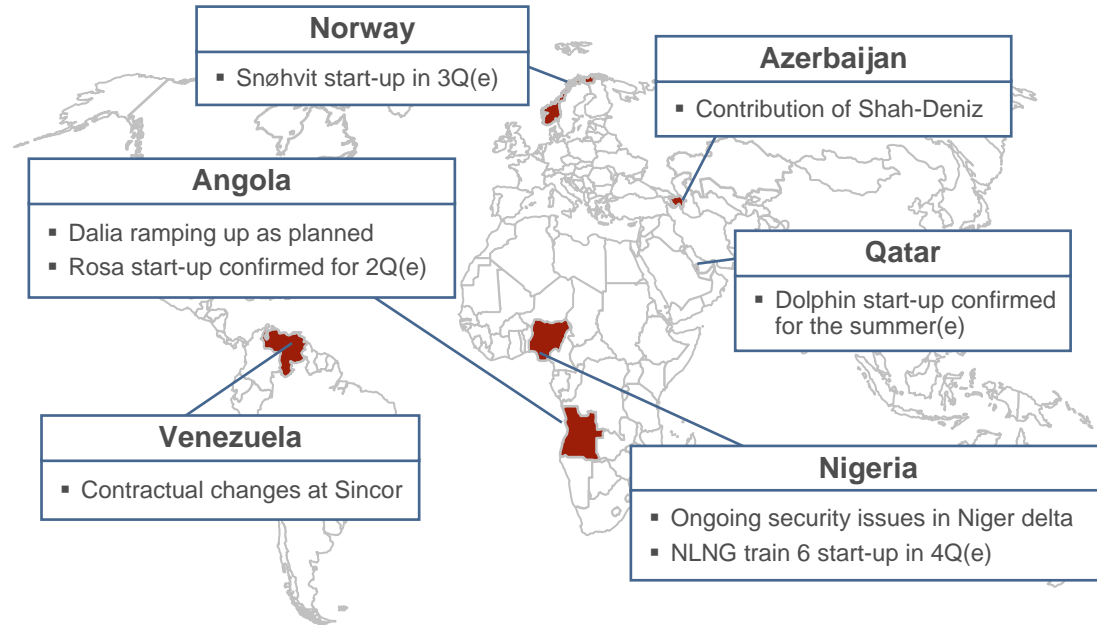 Norway
▪ Snøhvit start-up in 3Q(e)
Azerbaijan
▪ Contribution of Shah-Deniz
Angola
▪ Dalia ramping up as planned
▪ Rosa start-up confirmed for 2Q(e)
Qatar
▪ Dolphin start-up confirmed
for the summer(e)
Venezuela
▪ Contractual changes at Sincor
Nigeria
▪ Ongoing security issues in Niger delta
▪ NLNG train 6 start-up in 4Q(e)